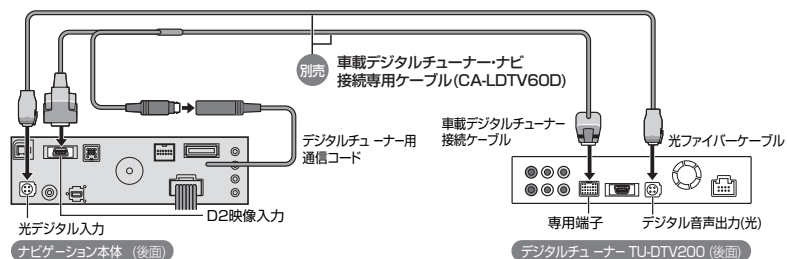 別売
車載デジタルチューナー・ナビ
接続専用ケーブル(CA-LDTV60D)
デジタルチューナー用
通信コード
車載デジタルチューナー
接続ケーブル
光ファイバーケーブル
D2映像入力
光デジタル入力
専用端子
デジタル音声出力(光)
ナビゲーション本体 (後面)
デジタルチューナー TU-DTV200 (後面)